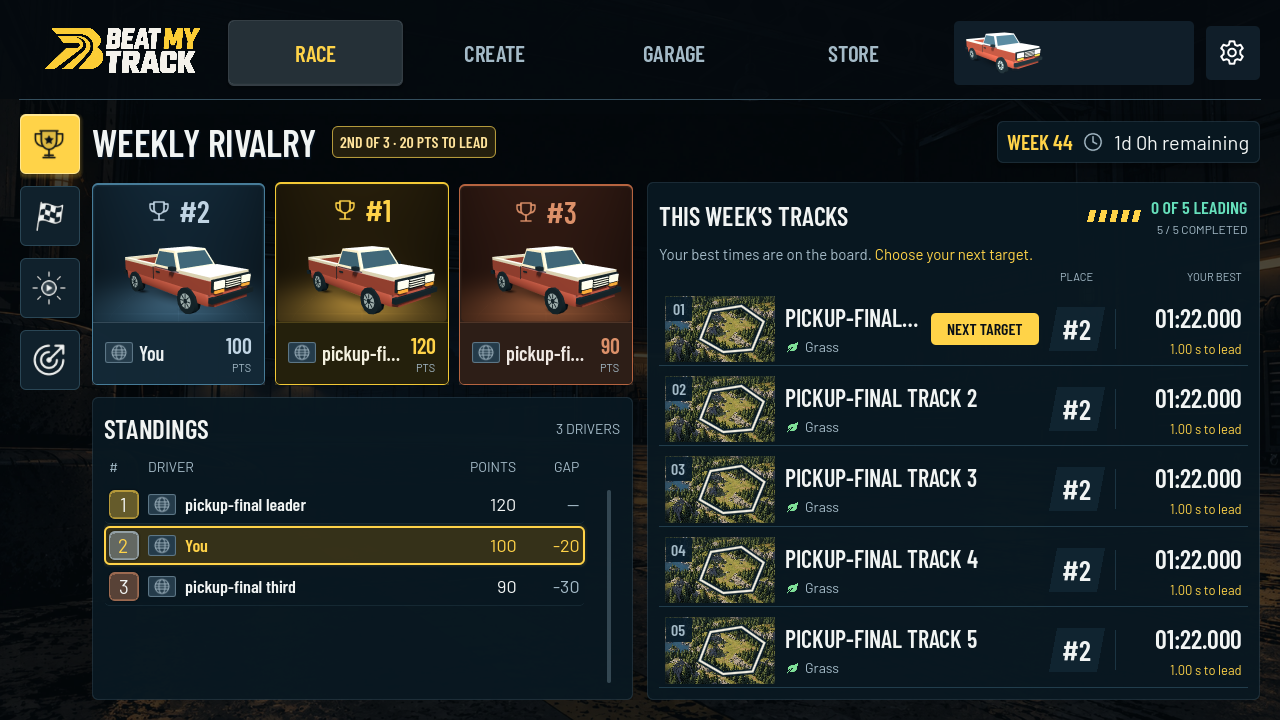 BEAT MY TRACK
RACE
CREATE
GARAGE
STORE
WEEKLY RIVALRY
2ND OF 3 · 20 PTS TO LEAD
WEEK 44
1d 0h remaining
#2
You
100
PTS
#1
pickup-fi...
120
PTS
#3
pickup-fi...
90
PTS
STANDINGS
3 DRIVERS
# DRIVER POINTS GAP
1 pickup-final leader 120 —
2 You 100 -20
3 pickup-final third 90 -30
THIS WEEK'S TRACKS
0 OF 5 LEADING
5 / 5 COMPLETED
Your best times are on the board. Choose your next target.
PLACE YOUR BEST
01 PICKUP-FINAL... NEXT TARGET #2 01:22.000
Grass 1.00 s to lead
02 PICKUP-FINAL TRACK 2 #2 01:22.000
Grass 1.00 s to lead
03 PICKUP-FINAL TRACK 3 #2 01:22.000
Grass 1.00 s to lead
04 PICKUP-FINAL TRACK 4 #2 01:22.000
Grass 1.00 s to lead
05 PICKUP-FINAL TRACK 5 #2 01:22.000
Grass 1.00 s to lead